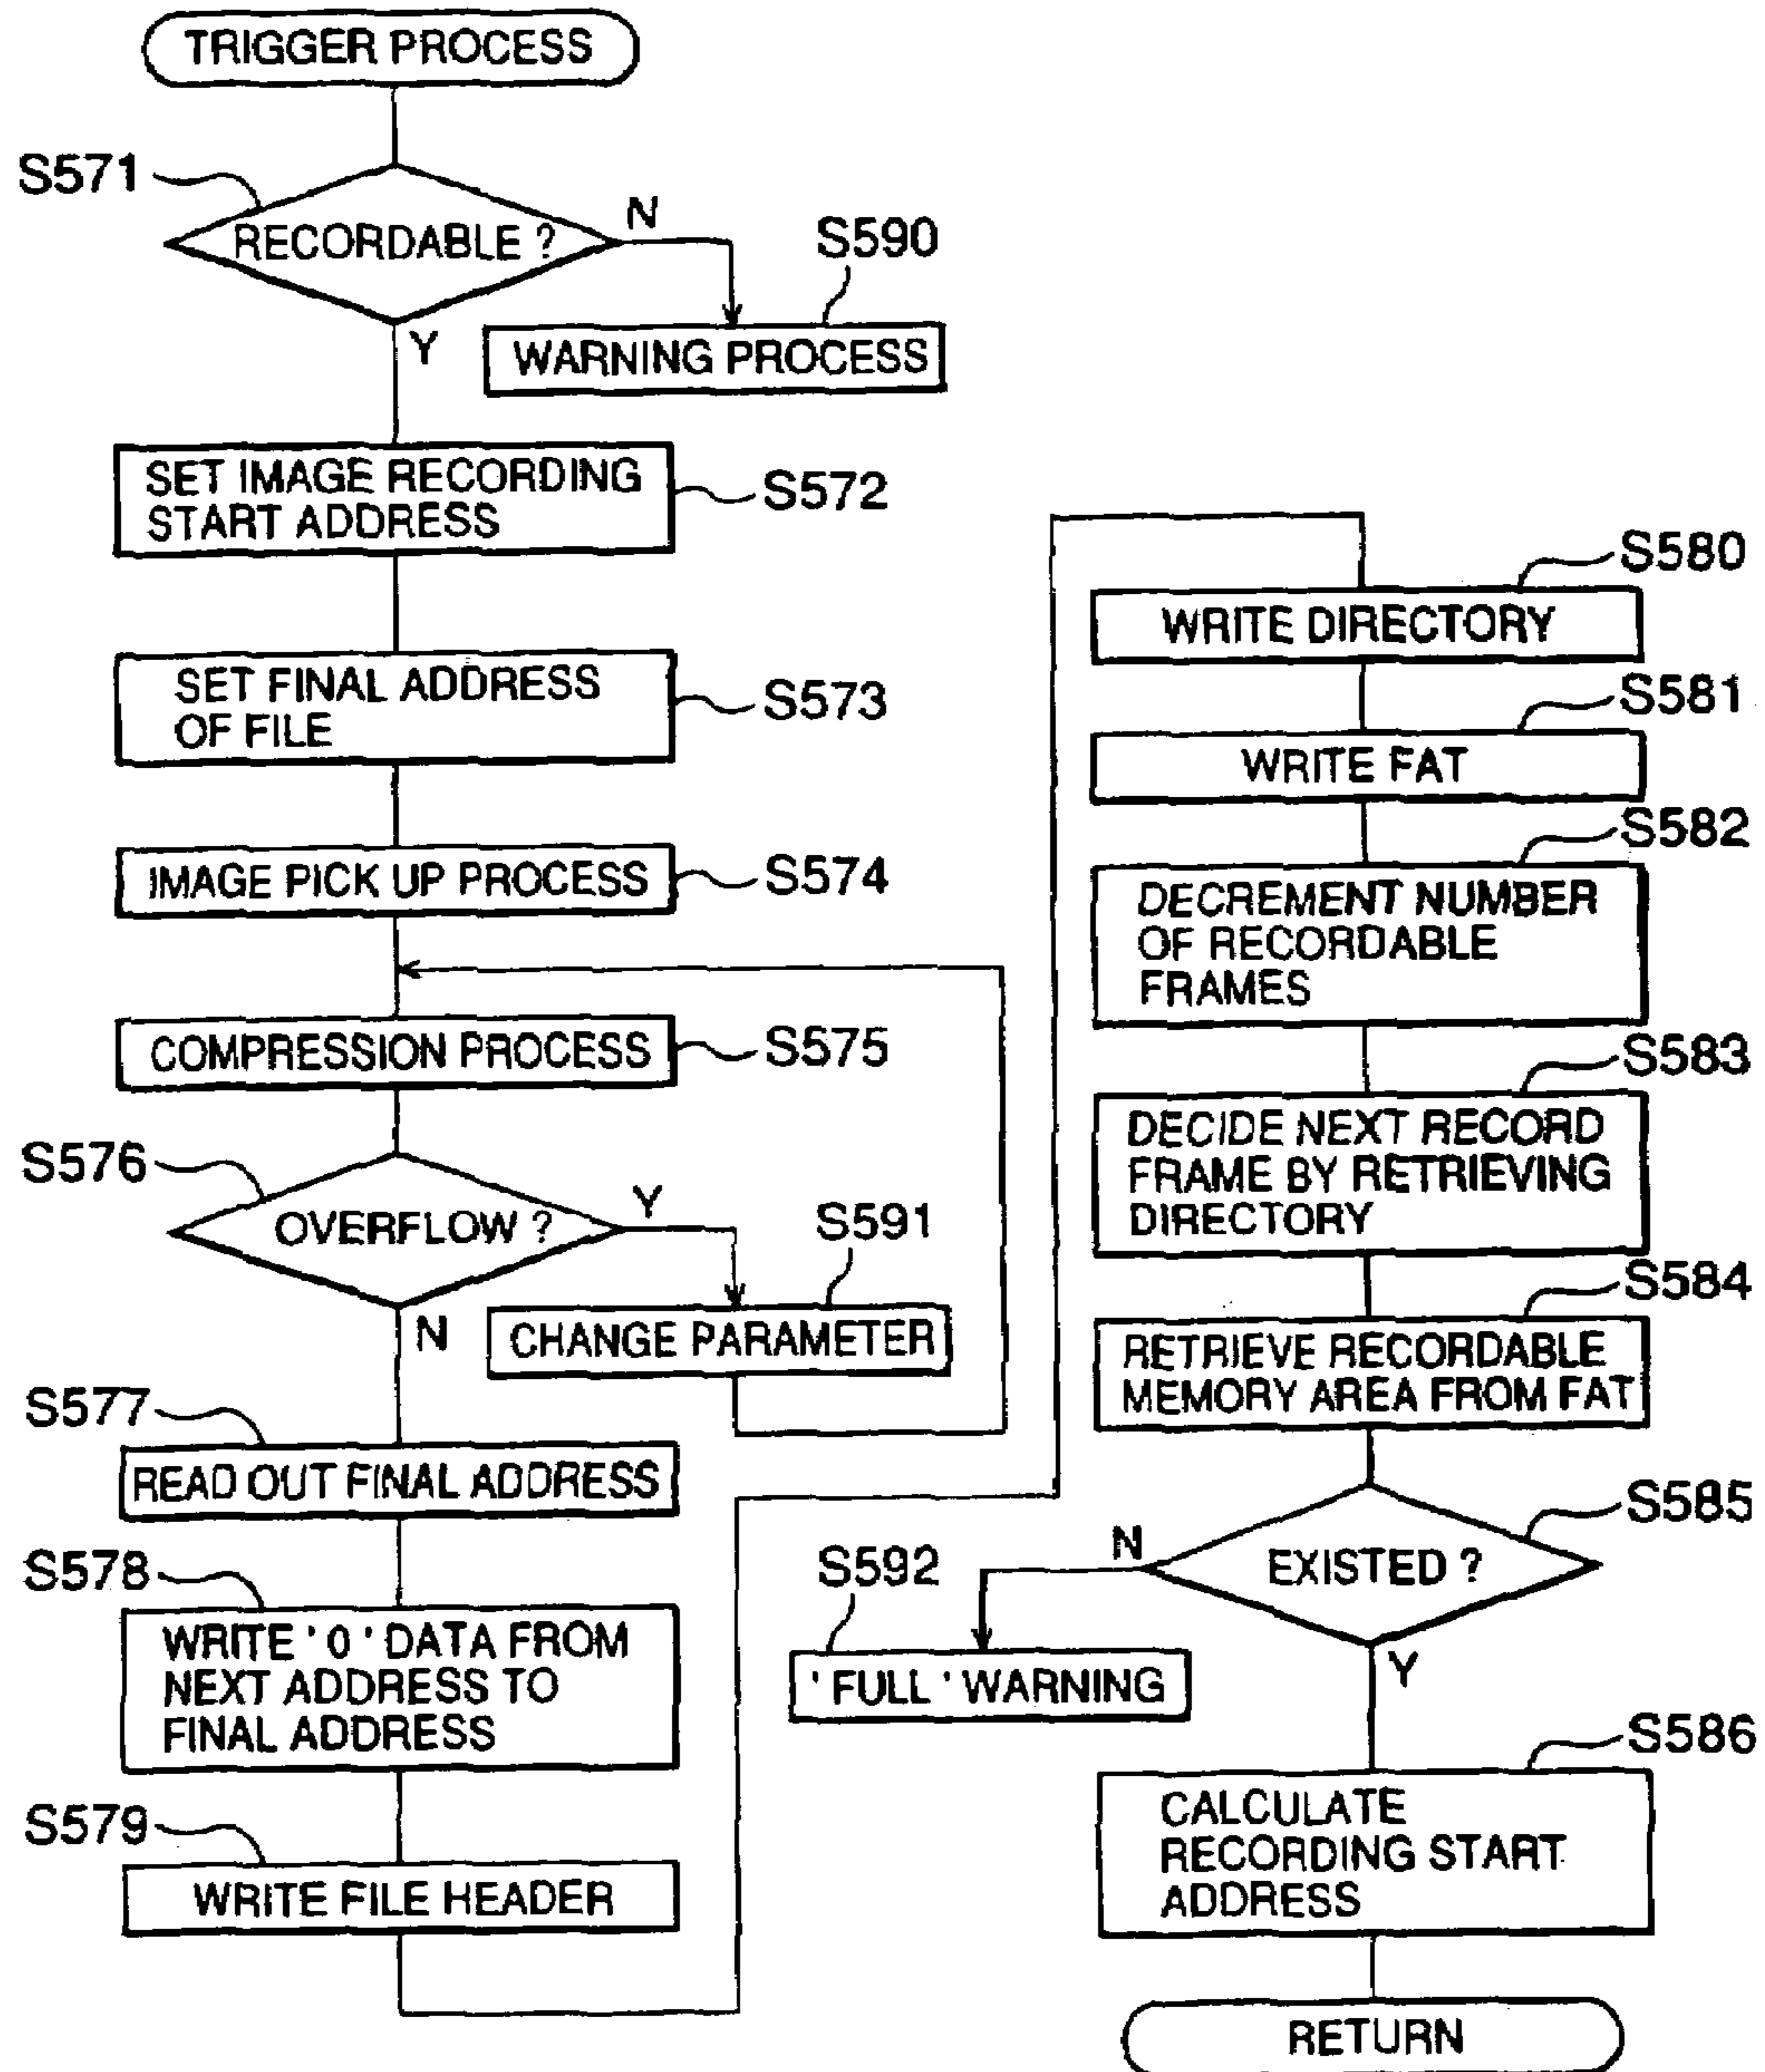 TRIGGER PROCESS
S571
RECORDABLE ?
N
S590
Y
WARNING PROCESS
SET IMAGE RECORDING
START ADDRESS
S572
SET FINAL ADDRESS
OF FILE
S573
IMAGE PICK UP PROCESS
S574
COMPRESSION PROCESS
S575
S576
OVERFLOW ?
Y
S591
N
CHANGE PARAMETER
S577
READ OUT FINAL ADDRESS
S578
WRITE ' 0 ' DATA FROM
NEXT ADDRESS TO
FINAL ADDRESS
S579
WRITE FILE HEADER
S580
WRITE DIRECTORY
S581
WRITE FAT
S582
DECREMENT NUMBER
OF RECORDABLE
FRAMES
S583
DECIDE NEXT RECORD
FRAME BY RETRIEVING
DIRECTORY
S584
RETRIEVE RECORDABLE
MEMORY AREA FROM FAT
S585
EXISTED ?
N
S592
' FULL ' WARNING
Y
S586
CALCULATE
RECORDING START
ADDRESS
RETURN